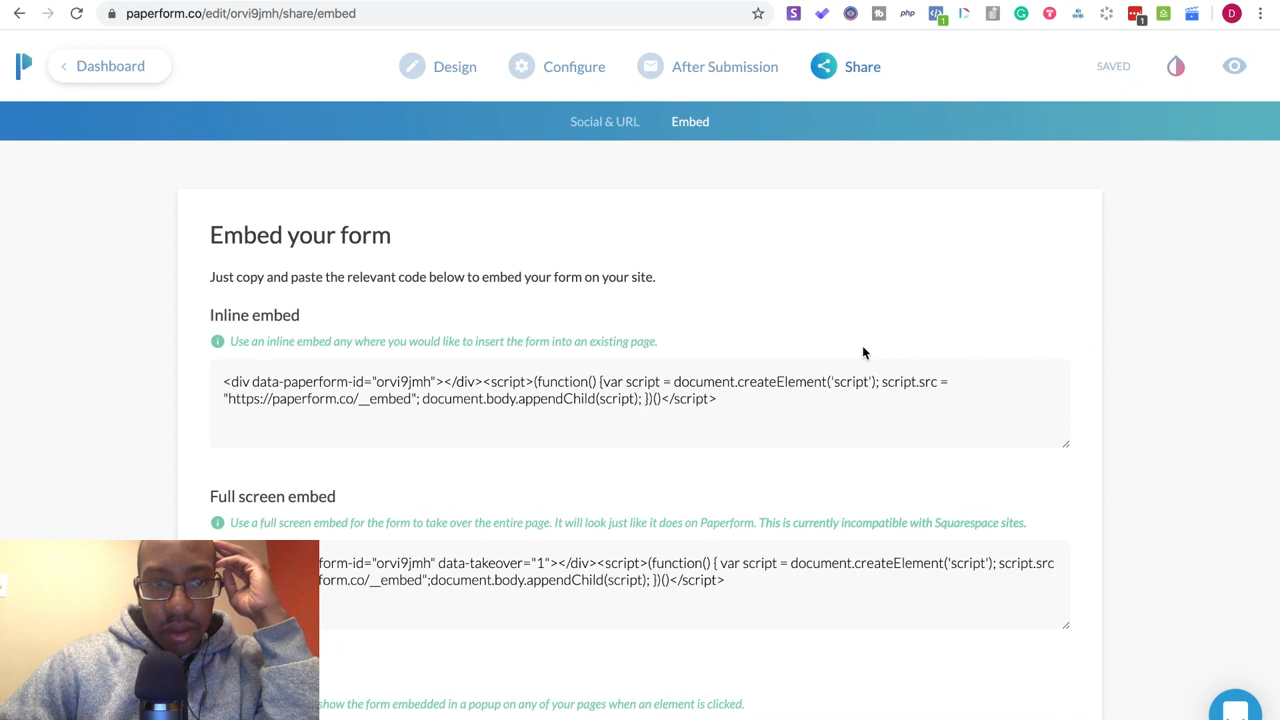 paperform.co/edit/orvi9jmh/share/embed
php
1
1
D
Dashboard
Design
Configure
After Submission
Share
SAVED
Social & URL
Embed
Embed your form
Just copy and paste the relevant code below to embed your form on your site.
Inline embed
Use an inline embed any where you would like to insert the form into an existing page.
<div data-paperform-id="orvi9jmh"></div><script>(function() {var script = document.createElement('script'); script.src =
"https://paperform.co/__embed"; document.body.appendChild(script); })()</script>
Full screen embed
Use a full screen embed for the form to take over the entire page. It will look just like it does on Paperform. This is currently incompatible with Squarespace sites.
form-id="orvi9jmh" data-takeover="1"></div><script>(function() { var script = document.createElement('script'); script.src
form.co/__embed";document.body.appendChild(script); })()</script>
show the form embedded in a popup on any of your pages when an element is clicked.